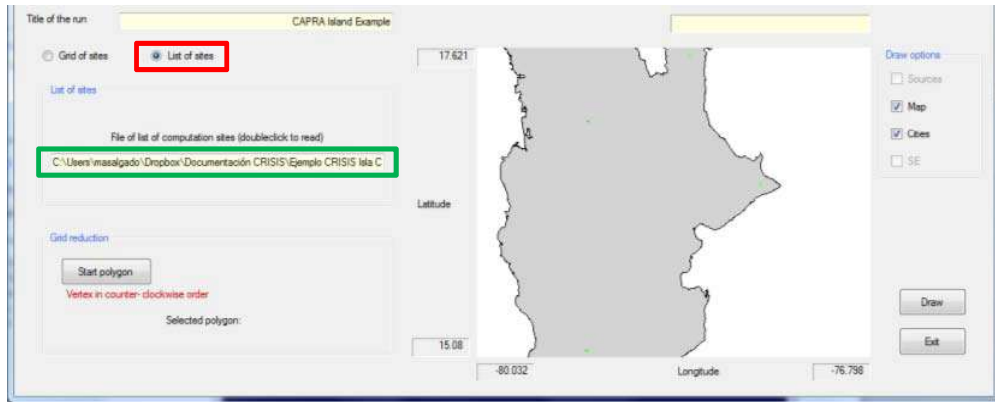 Title of the run
CAPRA Island Example
Grid of sites
List of sites
17.621
Draw options
List of sites
Sources
Map
File of list of computation sites (doubleclick to read)
Cities
C:\Users\masalgado\Dropbox\Documentación CRISIS\Ejemplo CRISIS Isla C
SE
Latitude
Grid reduction
Start polygon
Vertex in counter- clockwise order
Selected polygon:
Draw
15.08
Exit
-80.032
Longitude
-76.798